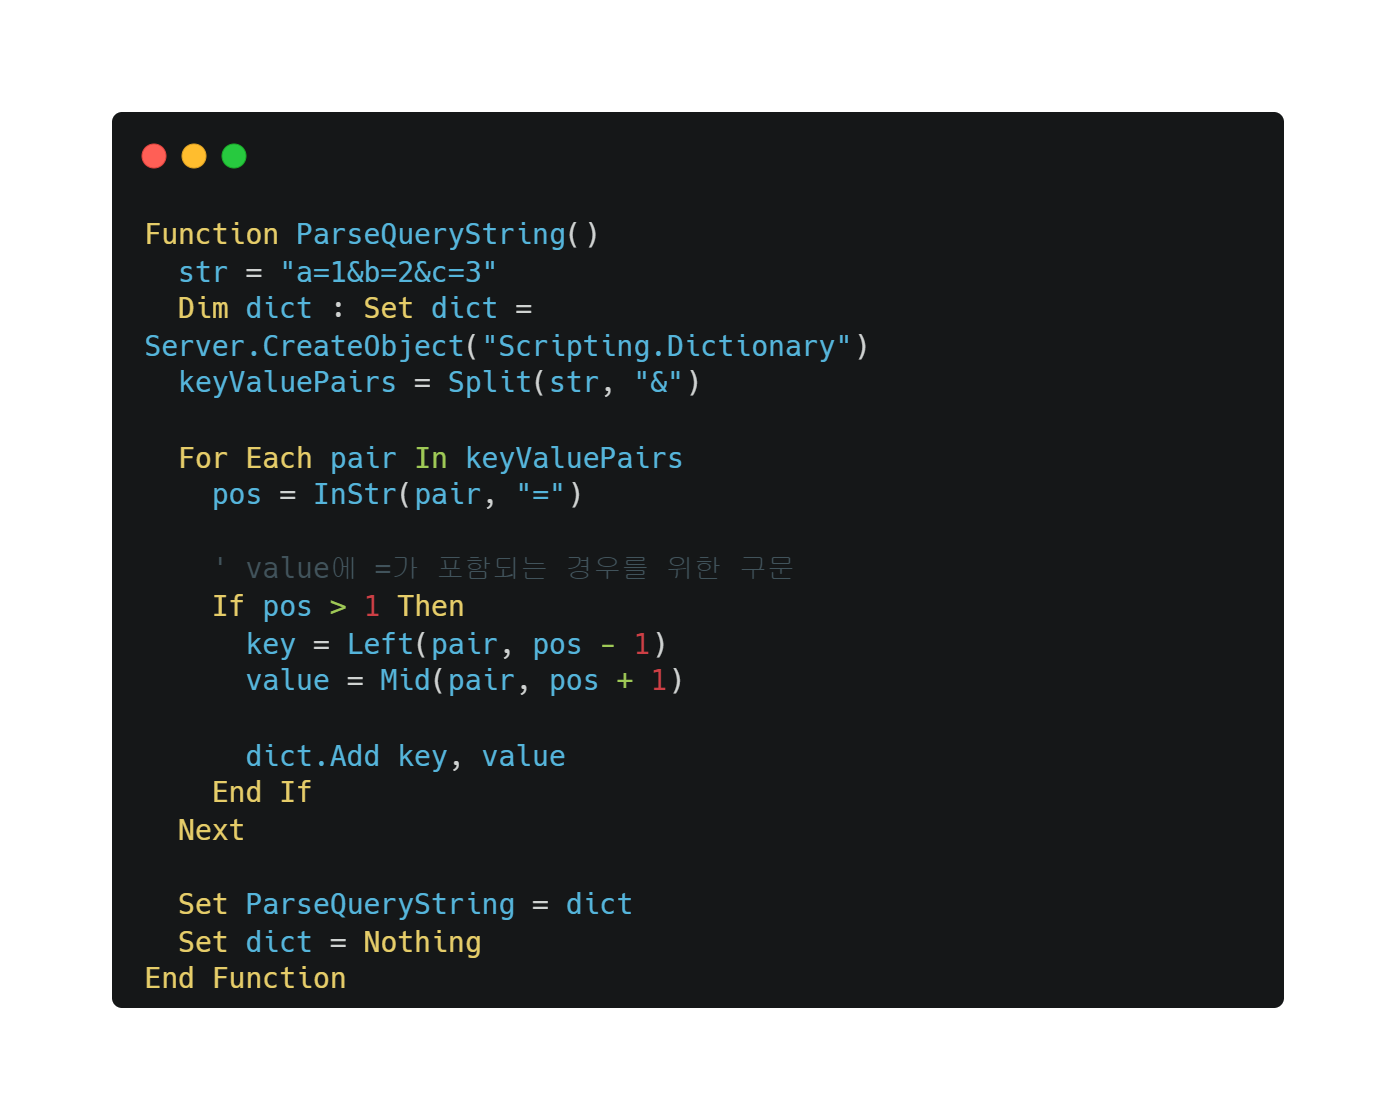 Function ParseQueryString()
  str = "a=1&b=2&c=3"
  Dim dict : Set dict =
Server.CreateObject("Scripting.Dictionary")
  keyValuePairs = Split(str, "&")

  For Each pair In keyValuePairs
    pos = InStr(pair, "=")

    ' value에 =가 포함되는 경우를 위한 구문
    If pos > 1 Then
      key = Left(pair, pos - 1)
      value = Mid(pair, pos + 1)

      dict.Add key, value
    End If
  Next

  Set ParseQueryString = dict
  Set dict = Nothing
End Function